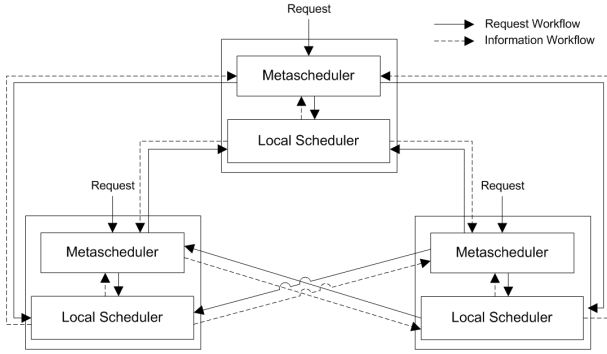 Request
Request Workflow
Information Workflow
Metascheduler
Local Scheduler
Request
Request
Metascheduler
Metascheduler
Local Scheduler
Local Scheduler